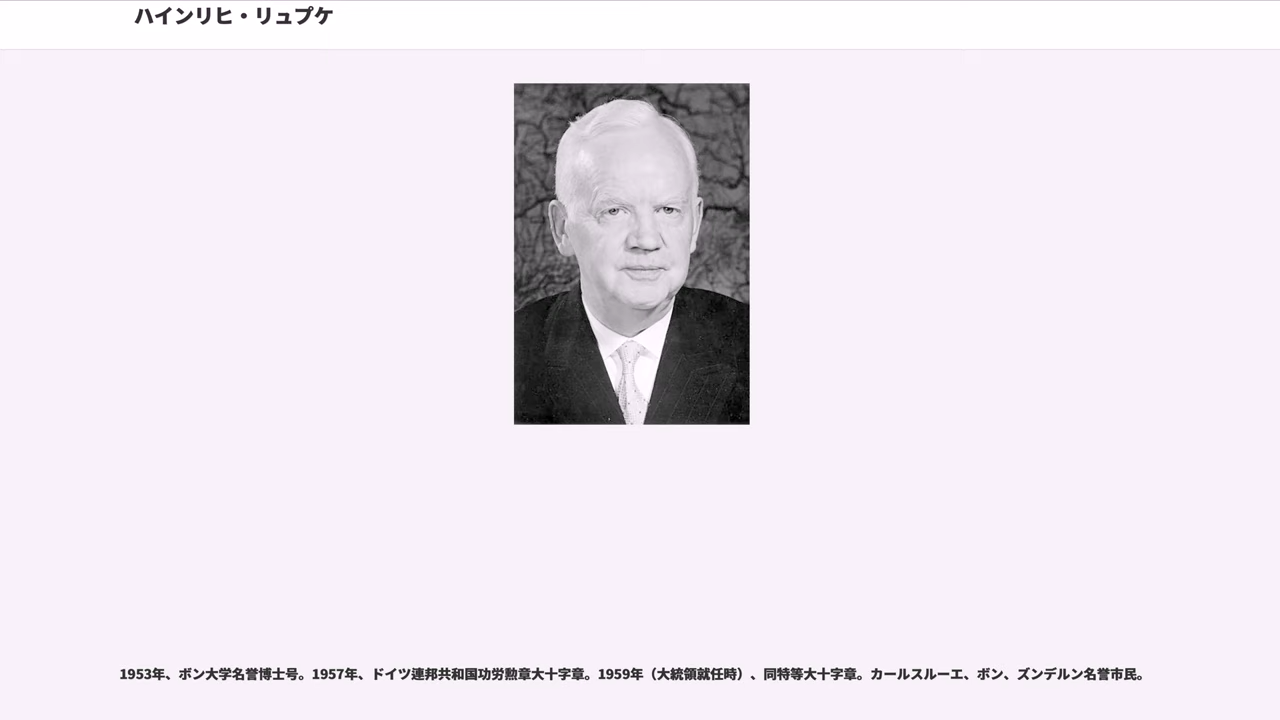 ハインリヒ・リュプケ
1953年、ボン大学名誉博士号。1957年、ドイツ連邦共和国功労勲章大十字章。1959年（大統領就任時）、同特等大十字章。カールスルーエ、ボン、ズンデルン名誉市民。